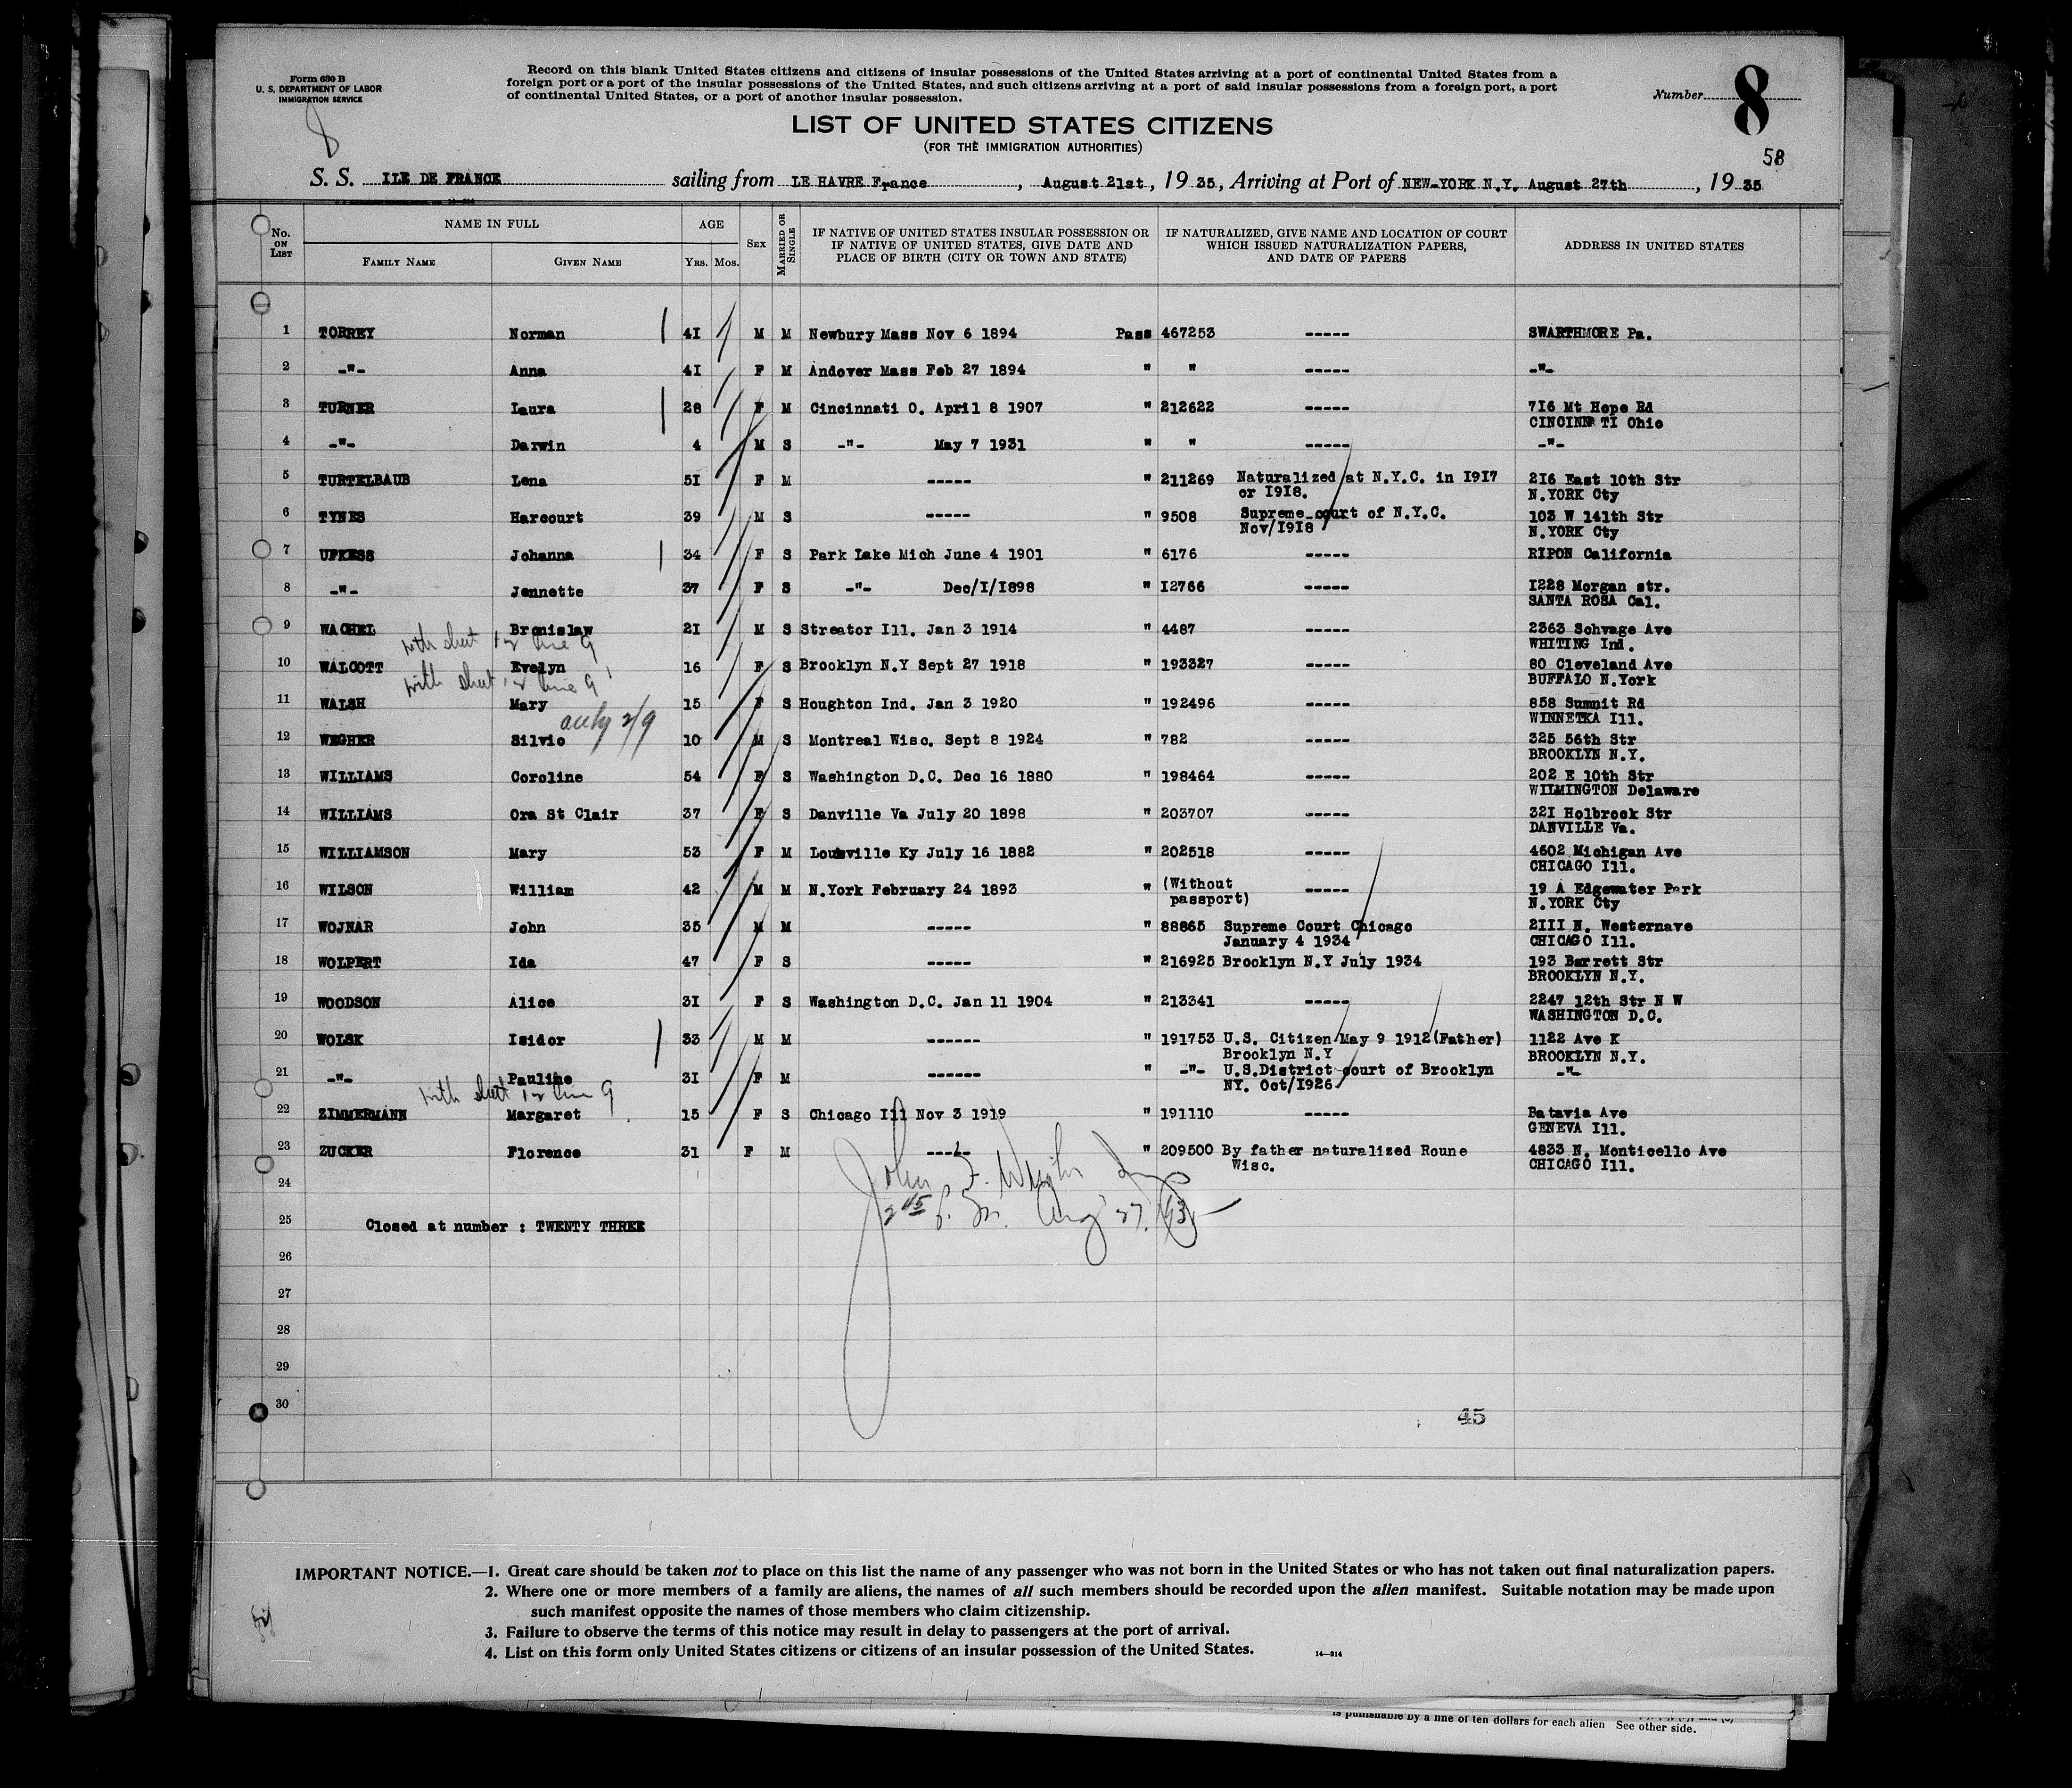 Form 630 B
U. S. DEPARTMENT OF LABOR
IMMIGRATION SERVICE
Record on this blank United States citizens and citizens of insular possessions of the United States arriving at a port of continental United States from a
foreign port or a port of the insular possessions of the United States, and such citizens arriving at a port of said insular possessions from a foreign port, a port
of continental United States, or a port of another insular possession.
Number 8
LIST OF UNITED STATES CITIZENS
(FOR THE IMMIGRATION AUTHORITIES)
58
S. S. ILE DE FRANCE sailing from LE HAVRE France, August 21st, 19 35, Arriving at Port of NEW-YORK N.Y. August 27th, 19 35
14-314
No. ON LIST NAME IN FULL FAMILY NAME GIVEN NAME AGE YRS. MOS. SEX MARRIED OR SINGLE IF NATIVE OF UNITED STATES INSULAR POSSESSION OR IF NATIVE OF UNITED STATES, GIVE DATE AND PLACE OF BIRTH (CITY OR TOWN AND STATE) IF NATURALIZED, GIVE NAME AND LOCATION OF COURT WHICH ISSUED NATURALIZATION PAPERS, AND DATE OF PAPERS ADDRESS IN UNITED STATES
1 TORREY Norman 41 M M Newbury Mass Nov 6 1894 Pass 467253 ----- SWARTHMORE Pa.
2 -"- Anna 41 F M Andover Mass Feb 27 1894 " " ----- -"-
3 TURNER Laura 28 F M Cincinnati O. April 8 1907 " 212622 ----- 716 Mt Hope Rd
CINCINN TI Ohio
4 -"- Darwin 4 M S -"- May 7 1931 " " ----- -"-
5 TURTELBAUB Lena 51 F M ----- " 211269 Naturalized at N.Y.C. in 1917 216 East 10th Str
or 1918. N.YORK Cty
6 TYNES Harcourt 39 M S ----- " 9508 Supreme court of N.Y.C. 103 W 141th Str
Nov/1918 N.YORK Cty
7 UFKESS Johanna 34 F S Park Lake Mich June 4 1901 " 6176 ----- RIPON California
8 -"- Jennette 37 F S -"- Dec/1/1898 " 12766 ----- 1228 Morgan str.
SANTA ROSA Cal.
9 WACHEL Bronislaw 21 M S Streator Ill. Jan 3 1914 " 4487 ----- 2363 Schvage Ave
WHITING Ind.
10 WALCOTT Evelyn 16 F S Brooklyn N.Y Sept 27 1918 " 193327 ----- 80 Cleveland Ave
BUFFALO N.York
11 WALSH Mary 15 F S Houghton Ind. Jan 3 1920 " 192496 ----- 858 Sumnit Rd
WINNETKA Ill.
12 WEGHER Silvio 10 M S Montreal Wisc. Sept 8 1924 " 782 ----- 325 56th Str
BROOKLYN N.Y.
13 WILLIAMS Coroline 54 F S Washington D.C. Dec 16 1880 " 198464 ----- 202 E 10th Str
WILMINGTON Delaware
14 WILLIAMS Ora St Clair 37 F S Danville Va July 20 1898 " 203707 ----- 321 Holbrook Str
DANVILLE Va.
15 WILLIAMSON Mary 53 F M Louisville Ky July 16 1882 " 202518 ----- 4602 Michigan Ave
CHICAGO Ill.
16 WILSON William 42 M M N.York February 24 1893 " (Without ----- 19 A Edgewater Park
passport) N.YORK Cty
17 WOJNAR John 35 M M ----- " 88865 Supreme Court Chicago 2111 N. Westernave
January 4 1934 CHICAGO Ill.
18 WOLPERT Ida 47 F S ----- " 216925 Brooklyn N.Y July 1934 193 Barrett Str
BROOKLYN N.Y.
19 WOODSON Alice 31 F S Washington D.C. Jan 11 1904 " 213341 ----- 2247 12th Str N W
WASHINGTON D.C.
20 WOLSK Isidor 33 M M ------ " 191753 U.S. Citizen May 9 1912(Father) 1122 Ave K
Brooklyn N.Y BROOKLYN N.Y.
21 -"- Pauline 31 F M ------ " -"- U.S.District court of Brooklyn -"-
NY. Oct/1926
with sheet line 9
22 ZIMMERMANN Margaret 15 F S Chicago Ill Nov 3 1919 " 191110 ----- Batavia Ave
GENEVA Ill.
23 ZUCKER Florence 31 F M ----- " 209500 By father naturalized Roune 4833 N. Monticello Ave
Wisc. CHICAGO Ill.
24
25 Closed at number : TWENTY THREE
26
27
28
29
30
45
IMPORTANT NOTICE.—1. Great care should be taken not to place on this list the name of any passenger who was not born in the United States or who has not taken out final naturalization papers.
2. Where one or more members of a family are aliens, the names of all such members should be recorded upon the alien manifest. Suitable notation may be made upon
such manifest opposite the names of those members who claim citizenship.
3. Failure to observe the terms of this notice may result in delay to passengers at the port of arrival.
4. List on this form only United States citizens or citizens of an insular possession of the United States.
14—314
is punishable by a fine of ten dollars for each alien See other side.